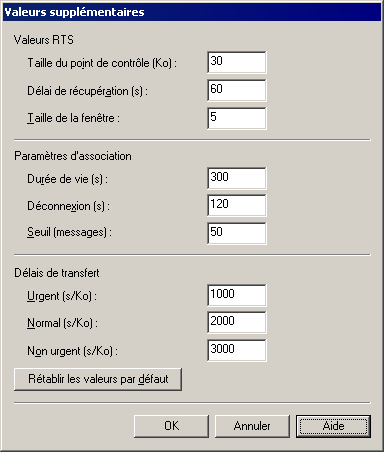 Valeurs supplémentaires
Valeurs RTS
Taille du point de contrôle (Ko) : 30
Délai de récupération (s) : 60
Taille de la fenêtre : 5
Paramètres d'association
Durée de vie (s) : 300
Déconnexion (s) : 120
Seuil (messages) : 50
Délais de transfert
Urgent (s/Ko) : 1000
Normal (s/Ko) : 2000
Non urgent (s/Ko) : 3000
Rétablir les valeurs par défaut
OK Annuler Aide